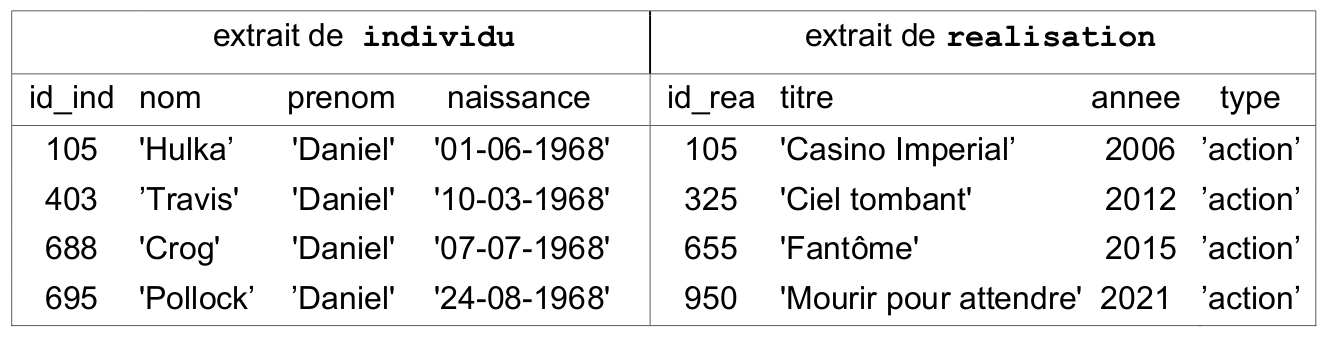 extrait de individu extrait de realisation
id_ind nom prenom naissance id_rea titre annee type
105 'Hulka’ 'Daniel' '01-06-1968' 105 'Casino Imperial’ 2006 ’action’
403 ’Travis' 'Daniel' '10-03-1968' 325 'Ciel tombant' 2012 ’action’
688 'Crog' 'Daniel' '07-07-1968' 655 'Fantôme' 2015 ’action’
695 'Pollock’ ’Daniel' '24-08-1968' 950 'Mourir pour attendre' 2021 ’action’